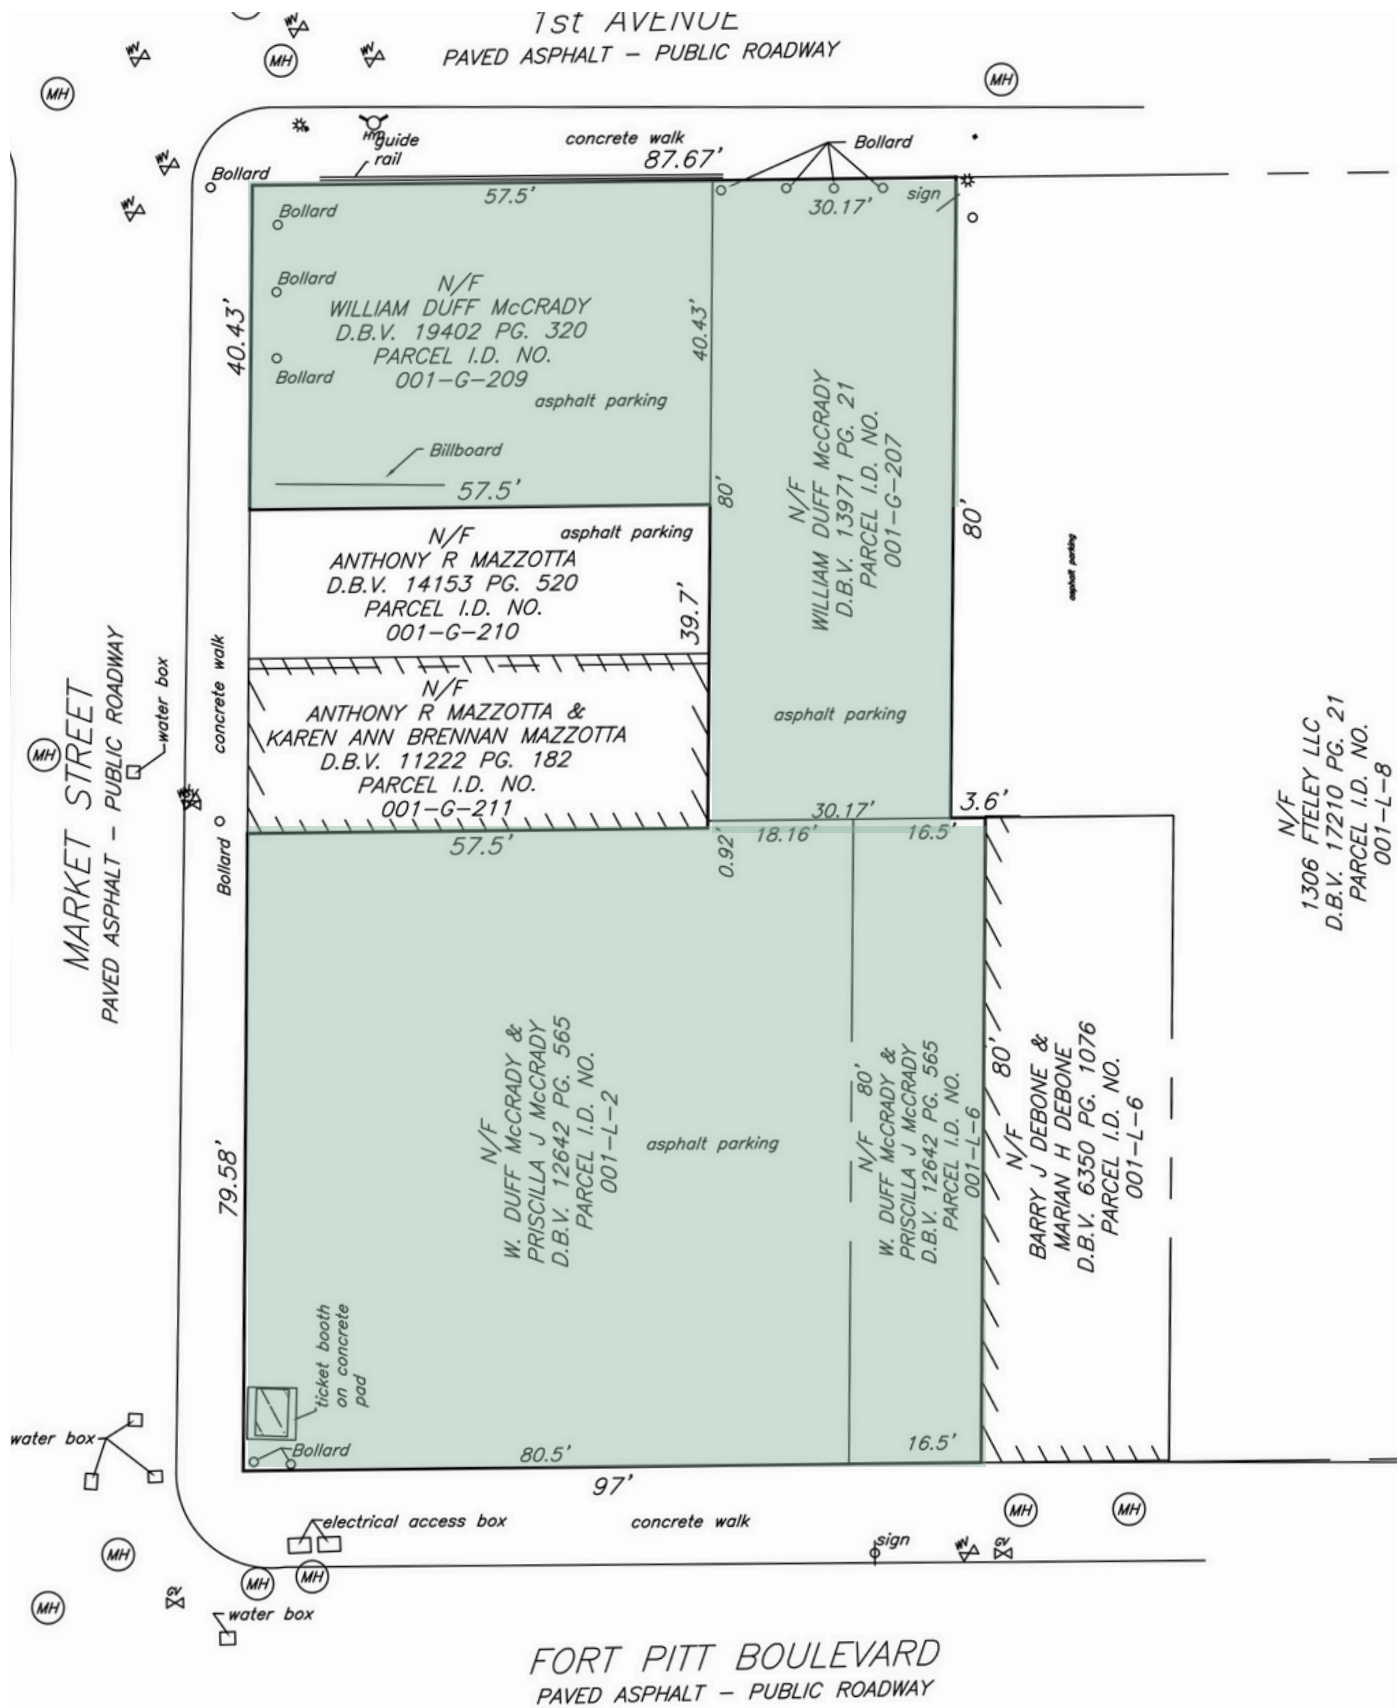 1st AVENUE
PAVED ASPHALT – PUBLIC ROADWAY
WV
WV
WV
MH
MH
MH
HYD
guide
rail
concrete walk
87.67'
Bollard
WV
Bollard
WV
57.5'
30.17'
sign
Bollard
Bollard
Bollard
N/F
WILLIAM DUFF McCRADY
D.B.V. 19402 PG. 320
PARCEL I.D. NO.
001-G-209
asphalt parking
40.43'
40.43'
Billboard
57.5'
80'
N/F
WILLIAM DUFF McCRADY
D.B.V. 13971 PG. 21
PARCEL I.D. NO.
001-G-207
80'
asphalt parking
N/F
ANTHONY R MAZZOTTA
D.B.V. 14153 PG. 520
PARCEL I.D. NO.
001-G-210
asphalt parking
39.7'
N/F
ANTHONY R MAZZOTTA &
KAREN ANN BRENNAN MAZZOTTA
D.B.V. 11222 PG. 182
PARCEL I.D. NO.
001-G-211
asphalt parking
MARKET STREET
PAVED ASPHALT – PUBLIC ROADWAY
MH
water box
concrete walk
Bollard
57.5'
0.92'
30.17'
18.16'
16.5'
3.6'
N/F
1306 FTELEY LLC
D.B.V. 17210 PG. 21
PARCEL I.D. NO.
001-L-8
N/F
W. DUFF McCRADY &
PRISCILLA J McCRADY
D.B.V. 12642 PG. 565
PARCEL I.D. NO.
001-L-2
asphalt parking
80'
N/F
W. DUFF McCRADY &
PRISCILLA J McCRADY
D.B.V. 12642 PG. 565
PARCEL I.D. NO.
001-L-6
80'
N/F
BARRY J DEBONE &
MARIAN H DEBONE
D.B.V. 6350 PG. 1076
PARCEL I.D. NO.
001-L-6
79.58'
ticket booth
on concrete
pad
Bollard
80.5'
16.5'
97'
water box
electrical access box
concrete walk
sign
WV
GV
MH
MH
MH
MH
MH
MH
GV
water box
FORT PITT BOULEVARD
PAVED ASPHALT – PUBLIC ROADWAY